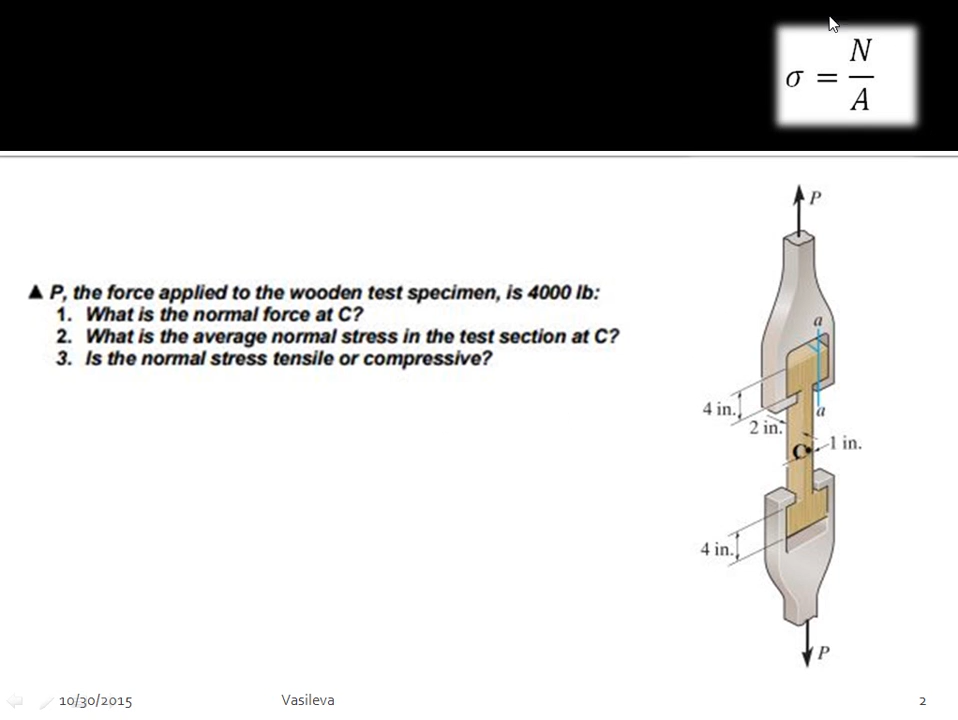 σ = N/A
▲ P, the force applied to the wooden test specimen, is 4000 lb:
1. What is the normal force at C?
2. What is the average normal stress in the test section at C?
3. Is the normal stress tensile or compressive?
P
a
4 in.
a
2 in.
C
1 in.
4 in.
P
10/30/2015 Vasileva 2